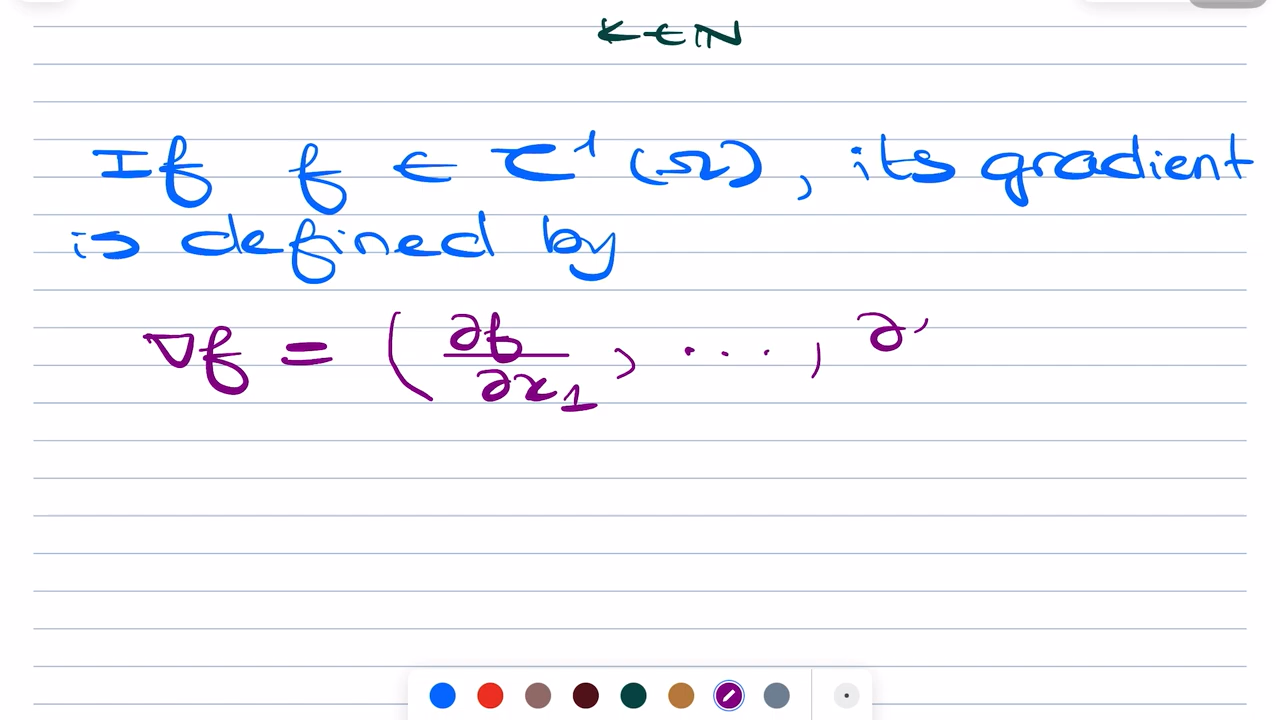 K ∈ ℕ
If f ∈ C¹(Ω), its gradient
is defined by
∇f = ( ∂f/∂x₁ , ..., ∂